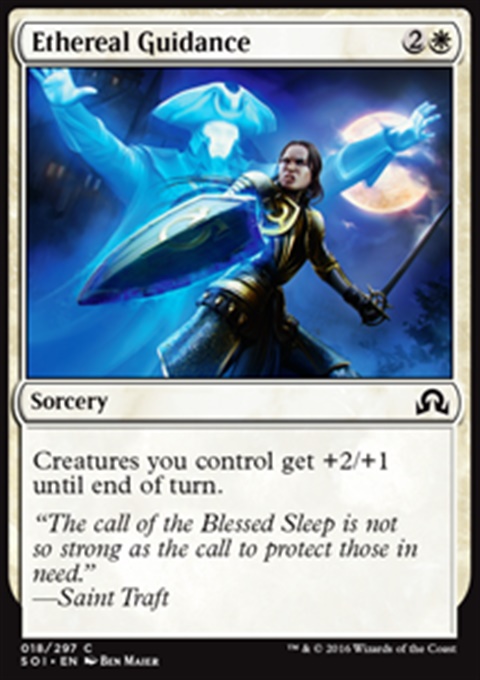 Ethereal Guidance 2
Sorcery
Creatures you control get +2/+1
until end of turn.
“The call of the Blessed Sleep is not
so strong as the call to protect those in
need.”
—Saint Traft
018/297 C
SOI • EN Ben Maier
™ & © 2016 Wizards of the Coast